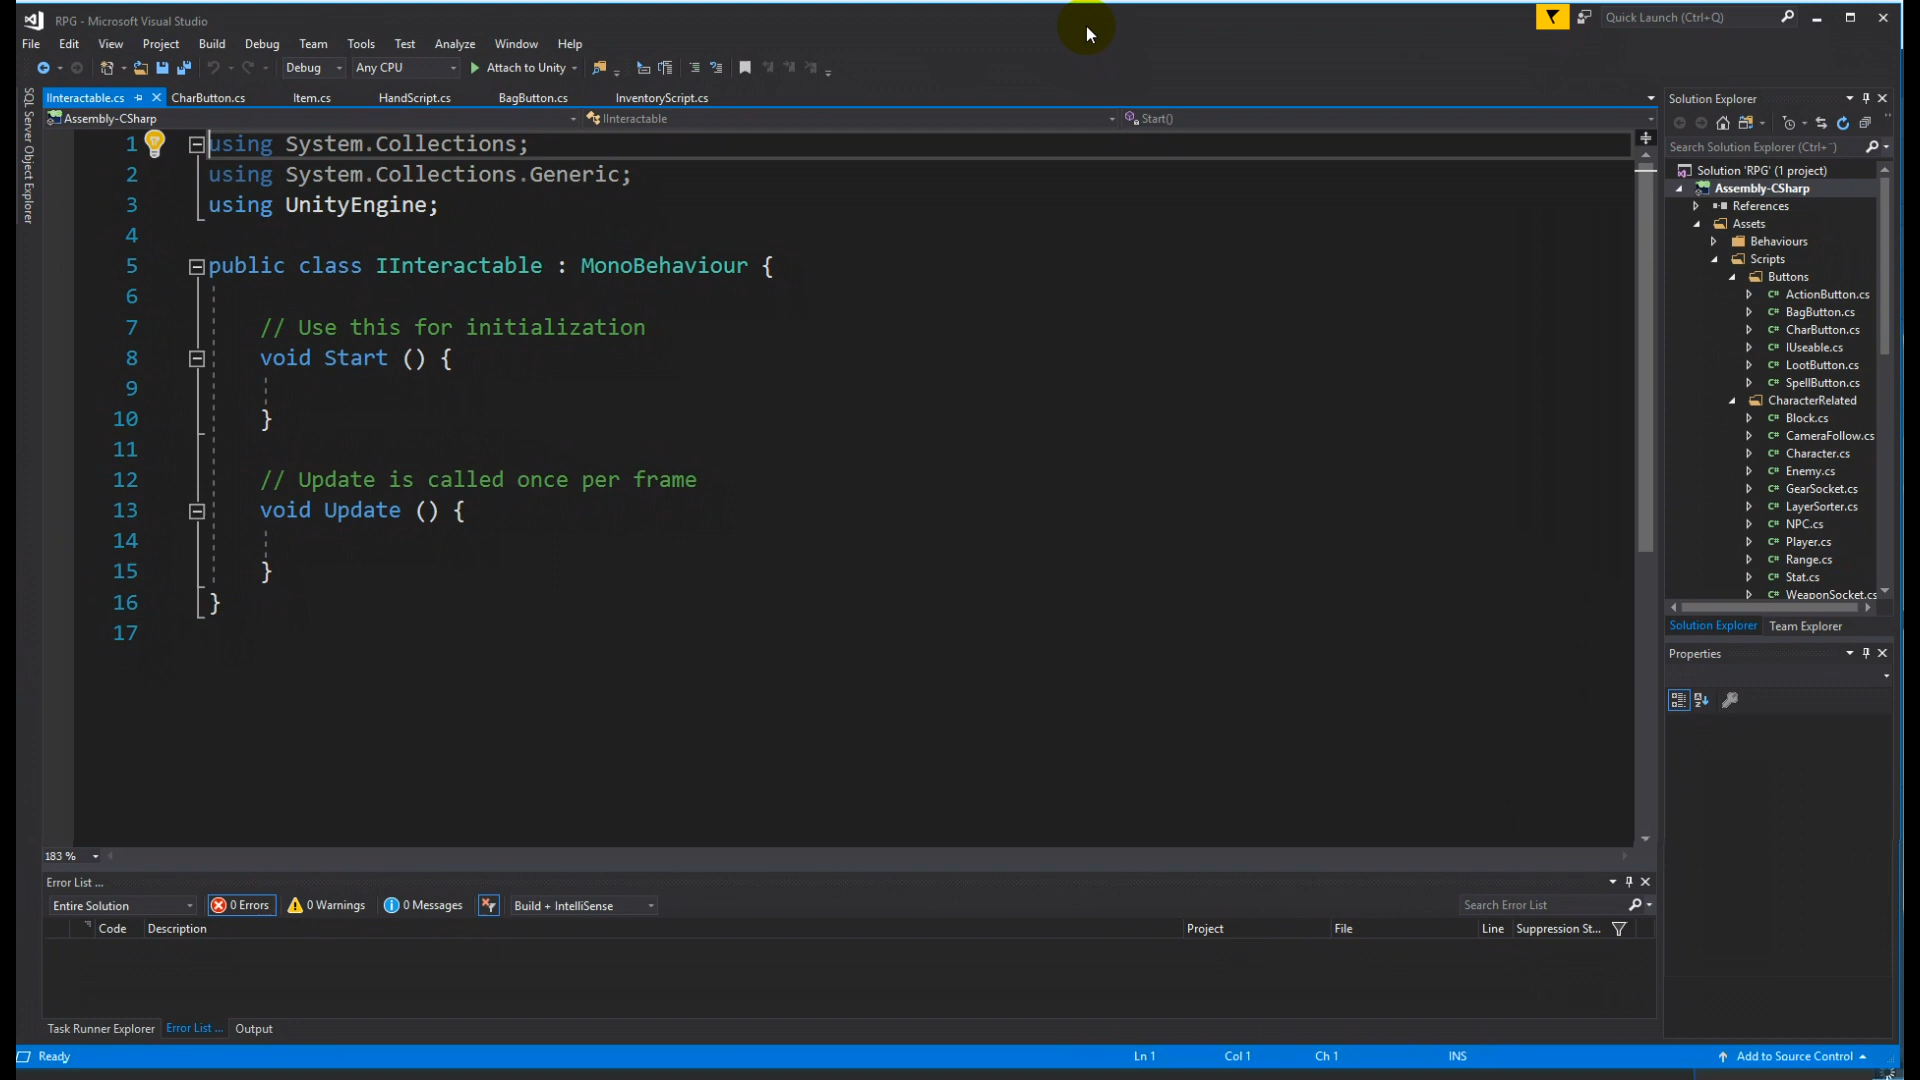 RPG - Microsoft Visual Studio
Quick Launch (Ctrl+Q)
File Edit View Project Build Debug Team Tools Test Analyze Window Help
Debug Any CPU Attach to Unity
IInteractable.cs CharButton.cs Item.cs HandScript.cs BagButton.cs InventoryScript.cs
Assembly-CSharp IInteractable Start()
SQL Server Object Explorer
1 using System.Collections;
2 using System.Collections.Generic;
3 using UnityEngine;
4
5 public class IInteractable : MonoBehaviour {
6
7 // Use this for initialization
8 void Start () {
9
10 }
11
12 // Update is called once per frame
13 void Update () {
14
15 }
16 }
17
183 %
Solution Explorer
Search Solution Explorer (Ctrl+¨)
Solution 'RPG' (1 project)
Assembly-CSharp
References
Assets
Behaviours
Scripts
Buttons
C# ActionButton.cs
C# BagButton.cs
C# CharButton.cs
C# IUseable.cs
C# LootButton.cs
C# SpellButton.cs
CharacterRelated
C# Block.cs
C# CameraFollow.cs
C# Character.cs
C# Enemy.cs
C# GearSocket.cs
C# LayerSorter.cs
C# NPC.cs
C# Player.cs
C# Range.cs
C# Stat.cs
C# WeaponSocket.cs
Solution Explorer Team Explorer
Properties
Error List ...
Entire Solution 0 Errors 0 Warnings 0 Messages Build + IntelliSense Search Error List
Code Description Project File Line Suppression St...
Task Runner Explorer Error List ... Output
Ready Ln 1 Col 1 Ch 1 INS Add to Source Control